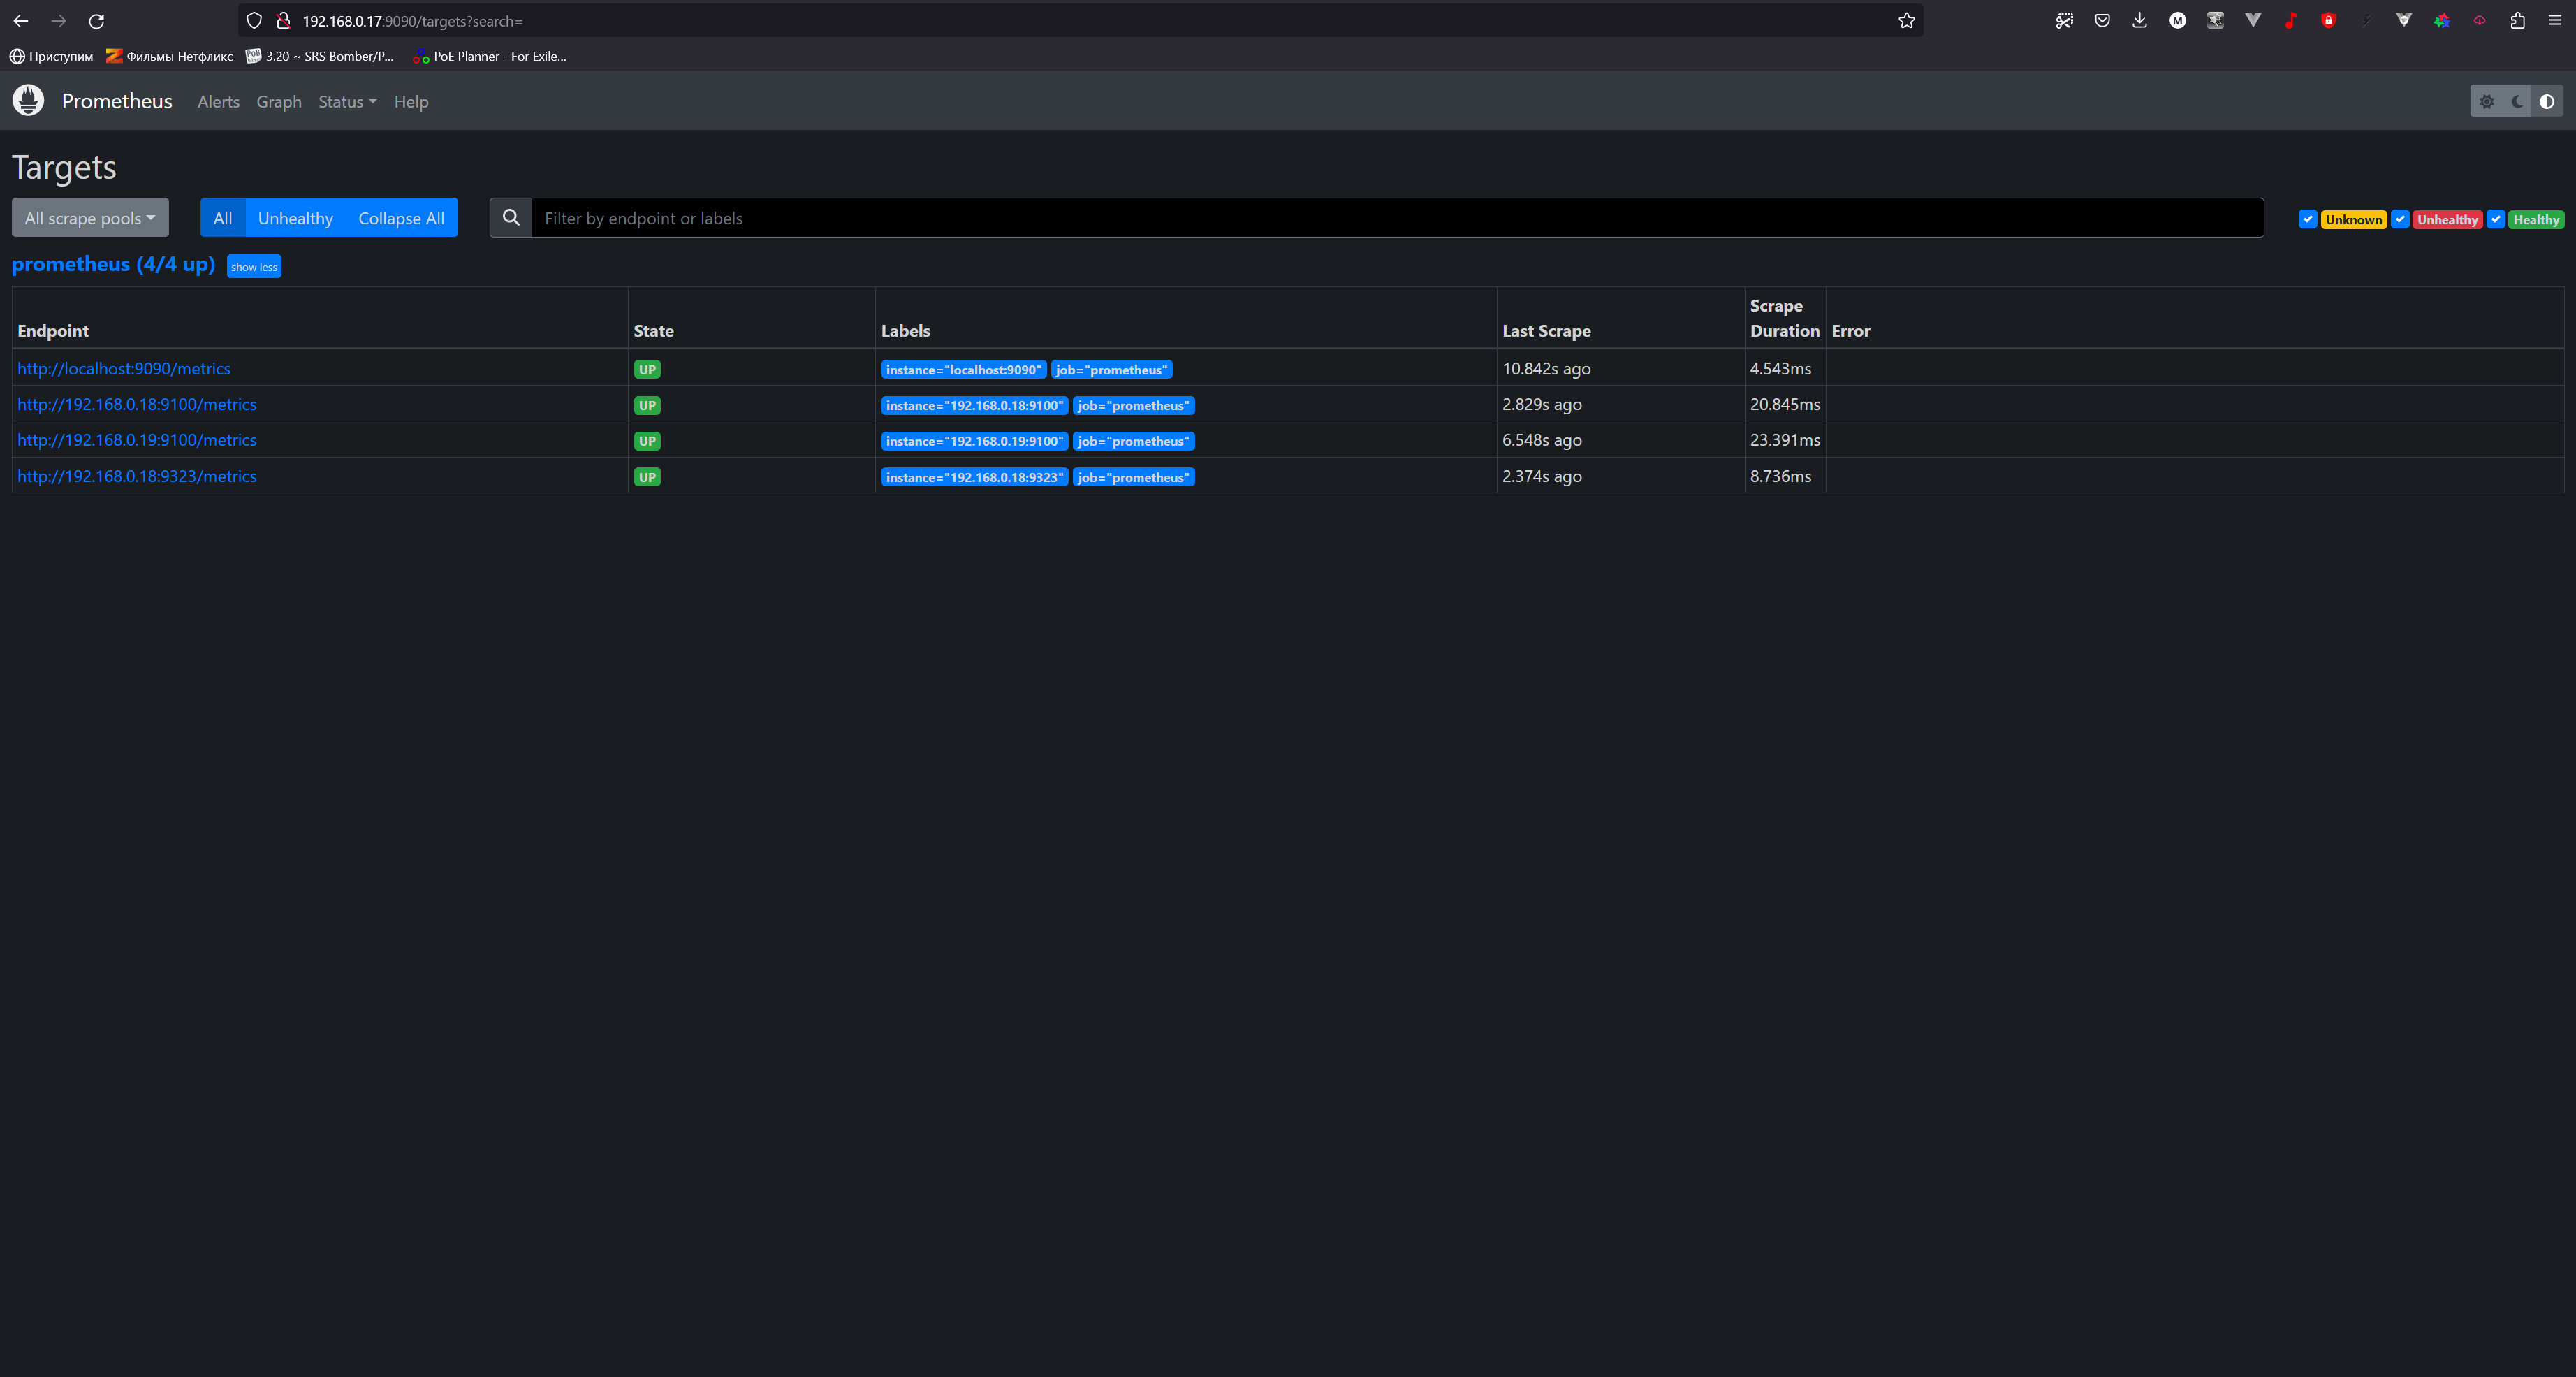 192.168.0.17:9090/targets?search=
Приступим Фильмы Нетфликс 3.20 ~ SRS Bomber/P... PoE Planner - For Exile...
Prometheus Alerts Graph Status Help
Targets
All scrape pools All Unhealthy Collapse All Filter by endpoint or labels Unknown Unhealthy Healthy
prometheus (4/4 up) show less
Endpoint State Labels Last Scrape Scrape Duration Error
http://localhost:9090/metrics UP instance="localhost:9090" job="prometheus" 10.842s ago 4.543ms
http://192.168.0.18:9100/metrics UP instance="192.168.0.18:9100" job="prometheus" 2.829s ago 20.845ms
http://192.168.0.19:9100/metrics UP instance="192.168.0.19:9100" job="prometheus" 6.548s ago 23.391ms
http://192.168.0.18:9323/metrics UP instance="192.168.0.18:9323" job="prometheus" 2.374s ago 8.736ms